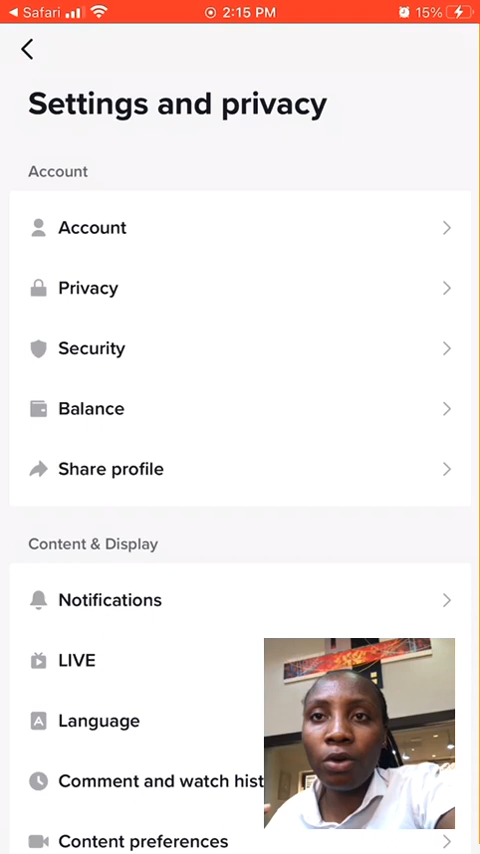 Safari 2:15 PM 15%
Settings and privacy
Account
Account
Privacy
Security
Balance
Share profile
Content & Display
Notifications
LIVE
A Language
Comment and watch hist
Content preferences